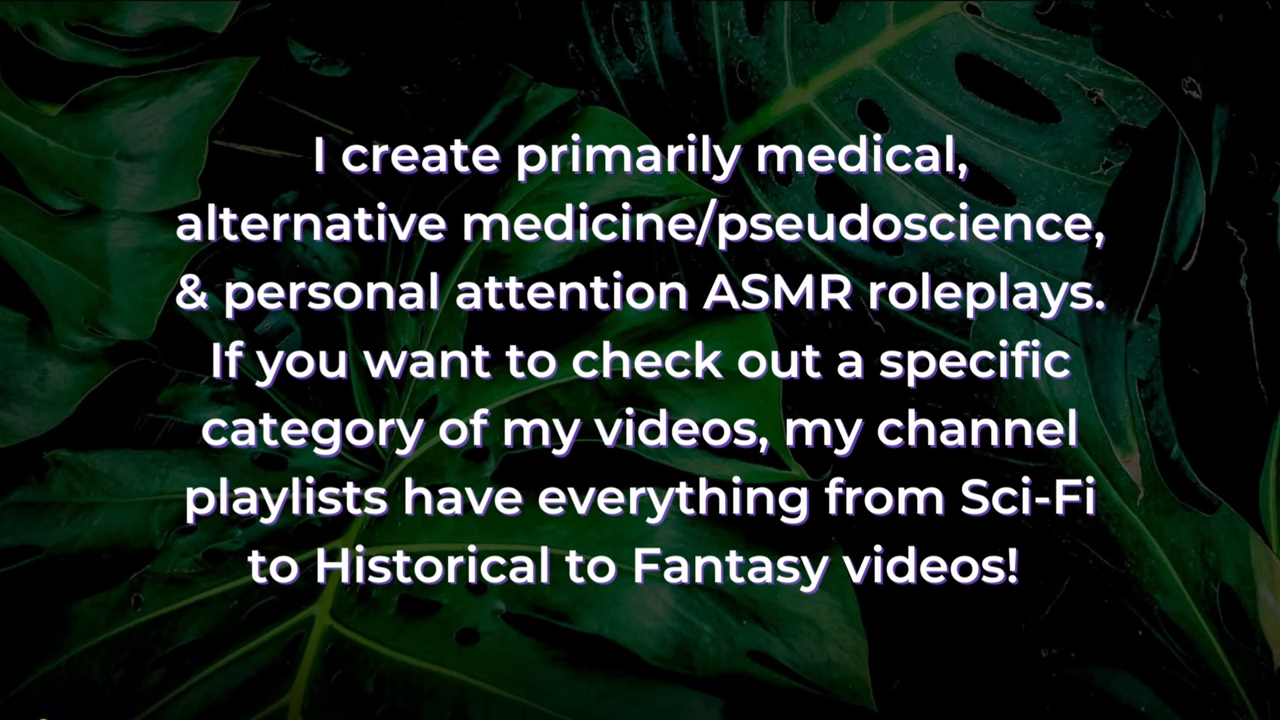 I create primarily medical,
alternative medicine/pseudoscience,
& personal attention ASMR roleplays.
If you want to check out a specific
category of my videos, my channel
playlists have everything from Sci-Fi
to Historical to Fantasy videos!